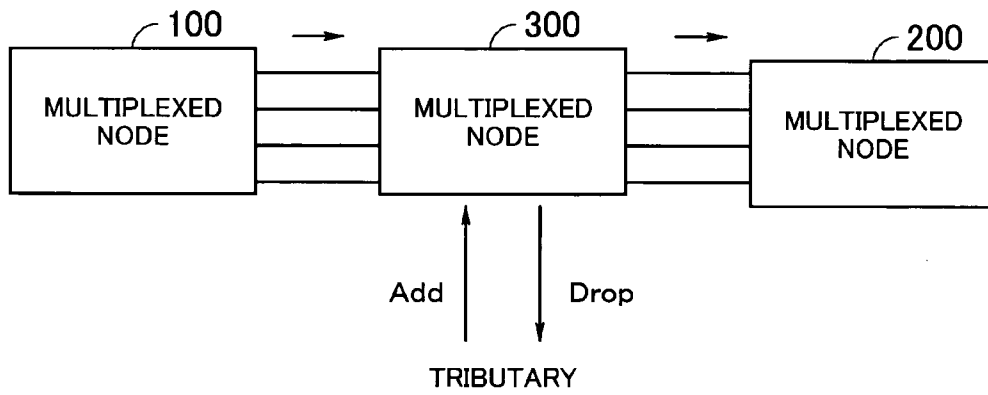 100
300
200
MULTIPLEXED
NODE
MULTIPLEXED
NODE
MULTIPLEXED
NODE
Add
Drop
TRIBUTARY